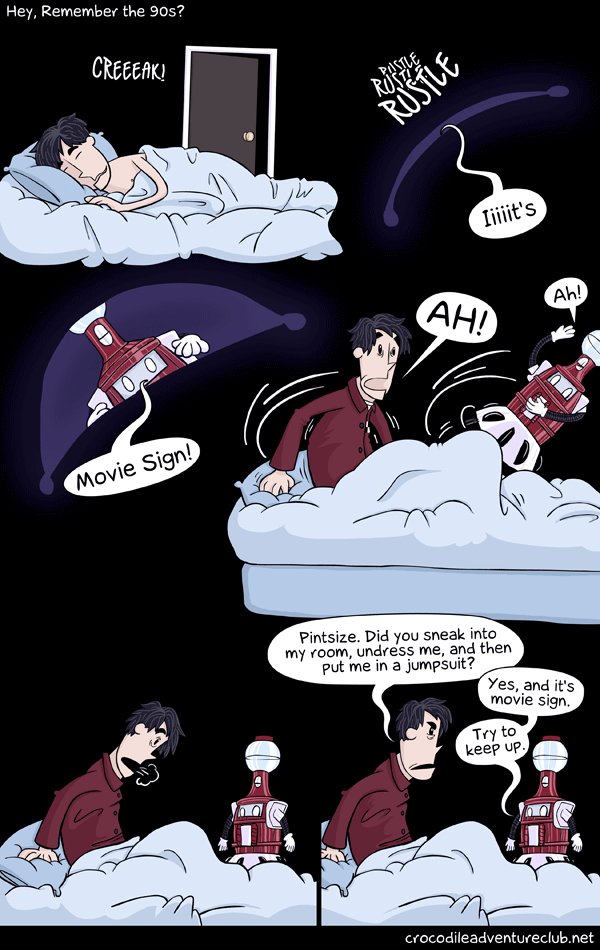 Hey, Remember the 90s?
CREEEAK!
RUSTLE
RUSTLE
RUSTLE
Iiiiit's
Movie Sign!
AH!
Ah!
Pintsize. Did you sneak into
my room, undress me, and then
put me in a jumpsuit?
Yes, and it's
movie sign.
Try to
keep up.
crocodileadventureclub.net